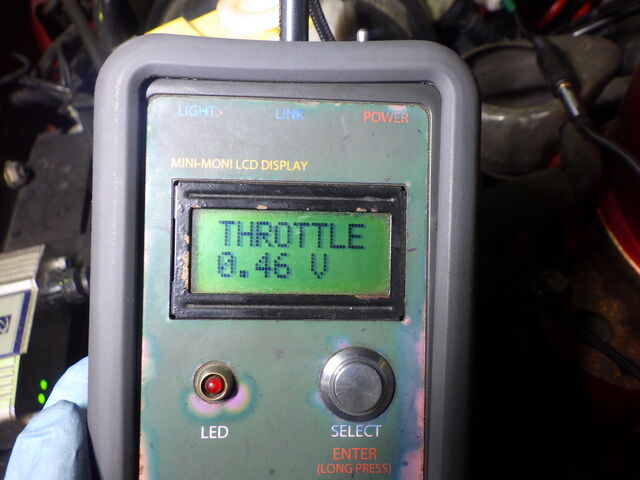 LIGHT LINK POWER
MINI-MONI LCD DISPLAY
THROTTLE
0.46 V
LED SELECT
ENTER
(LONG PRESS)